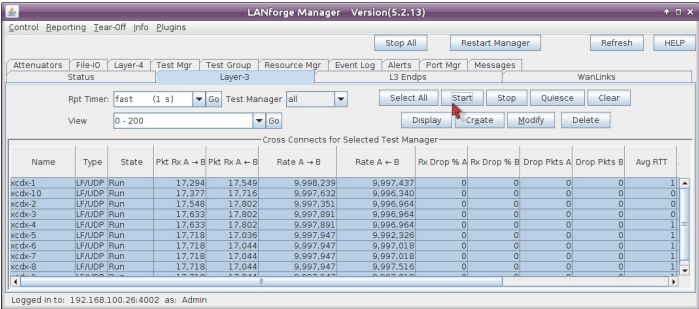 LANforge Manager Version(5.2.13)
Control Reporting Tear-Off Info Plugins
Stop All Restart Manager Refresh HELP
Attenuators File-IO Layer-4 Test Mgr Test Group Resource Mgr Event Log Alerts Port Mgr Messages
Status Layer-3 L3 Endps WanLinks
Rpt Timer: fast (1 s) Go Test Manager all Select All Start Stop Quiesce Clear
View 0 - 200 Go Display Create Modify Delete
Cross Connects for Selected Test Manager
Name Type State Pkt Rx A → B Pkt Rx A ← B Rate A → B Rate A ← B Rx Drop % A Rx Drop % B Drop Pkts A Drop Pkts B Avg RTT
xcdx-1 LF/UDP Run 17,294 17,549 9,998,239 9,997,437 0 0 0 0 1
xcdx-10 LF/UDP Run 17,377 17,716 9,997,632 9,996,340 0 0 0 0 0
xcdx-2 LF/UDP Run 17,548 17,802 9,997,351 9,996,964 0 0 0 0 0
xcdx-3 LF/UDP Run 17,633 17,802 9,997,891 9,996,964 0 0 0 0 0
xcdx-4 LF/UDP Run 17,633 17,802 9,997,891 9,996,964 0 0 0 0 1
xcdx-5 LF/UDP Run 17,718 17,036 9,997,947 9,992,326 0 0 0 0 1
xcdx-6 LF/UDP Run 17,718 17,044 9,997,947 9,997,018 0 0 0 0 1
xcdx-7 LF/UDP Run 17,718 17,044 9,997,947 9,997,018 0 0 0 0 1
xcdx-8 LF/UDP Run 17,718 17,044 9,997,947 9,997,516 0 0 0 0 1
Logged in to: 192.168.100.26:4002 as: Admin